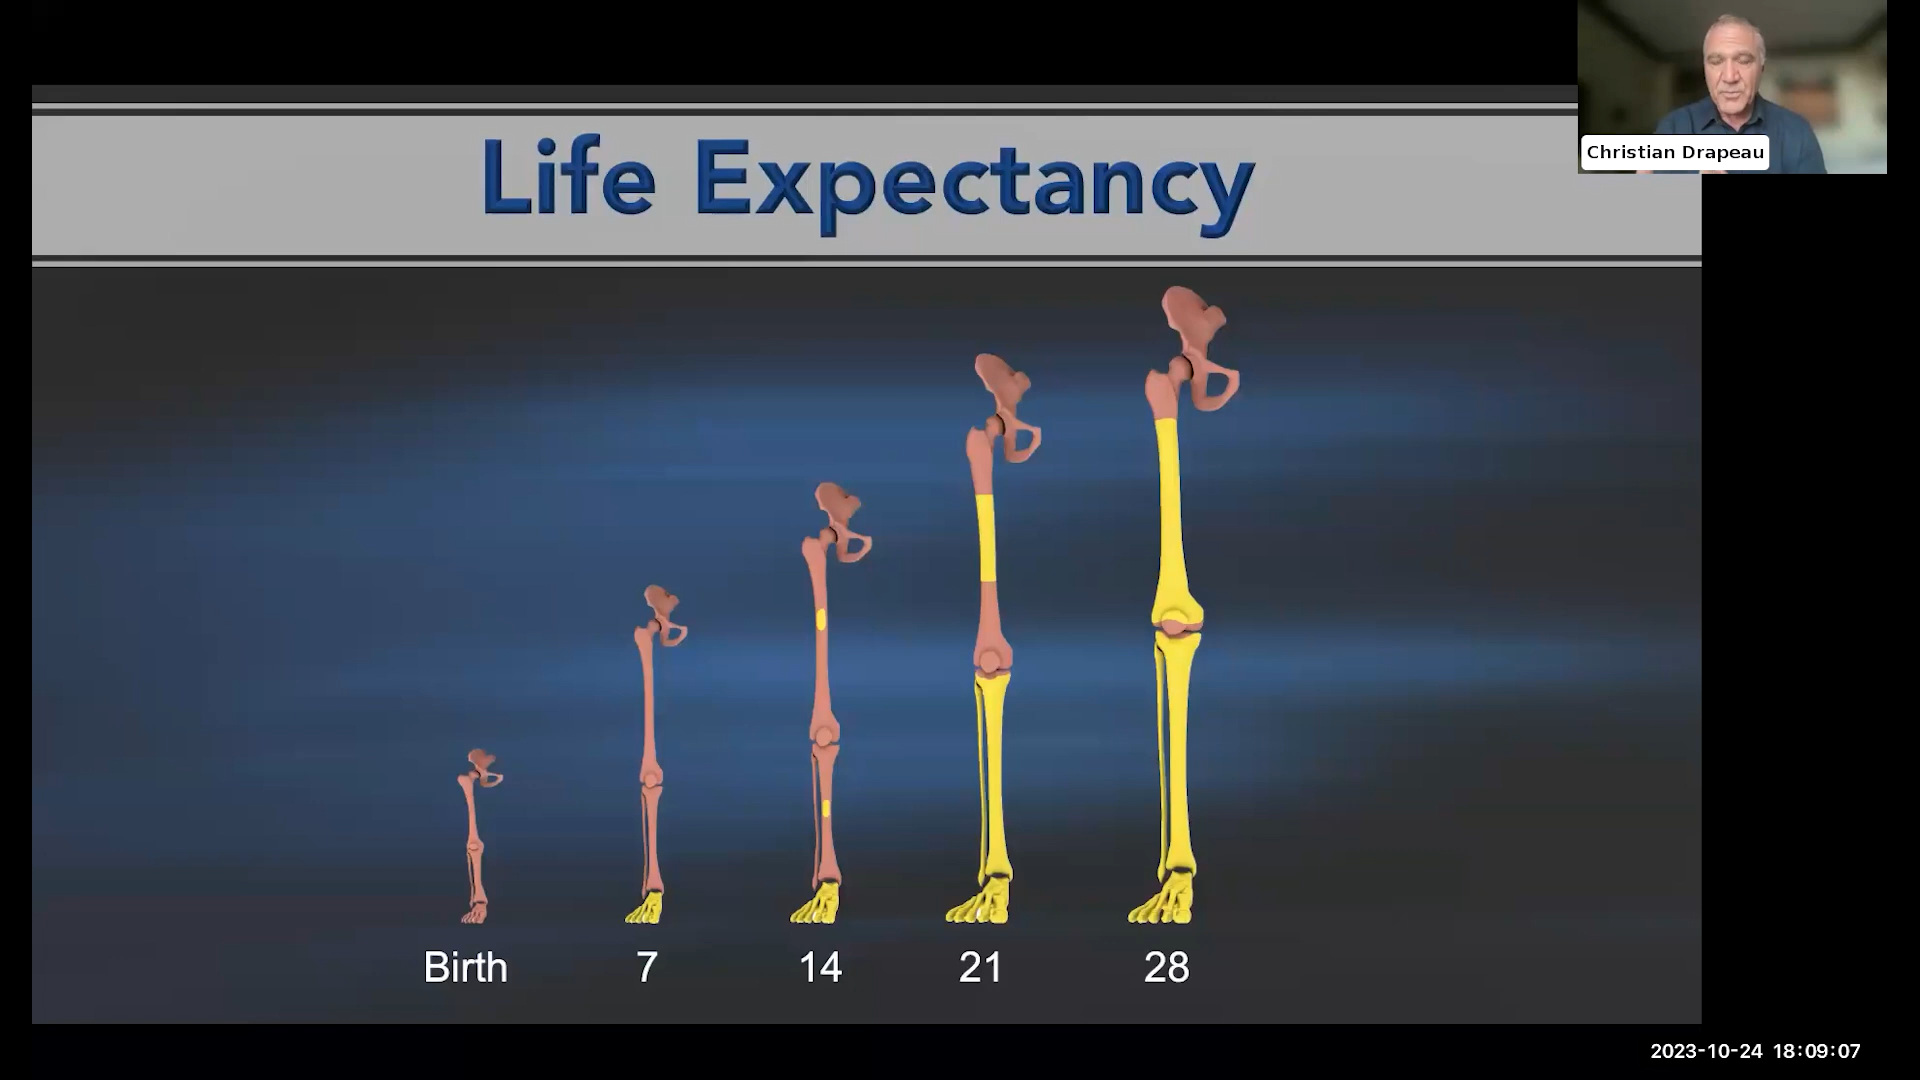 Life Expectancy
Christian Drapeau
Birth 7 14 21 28
2023-10-24 18:09:07